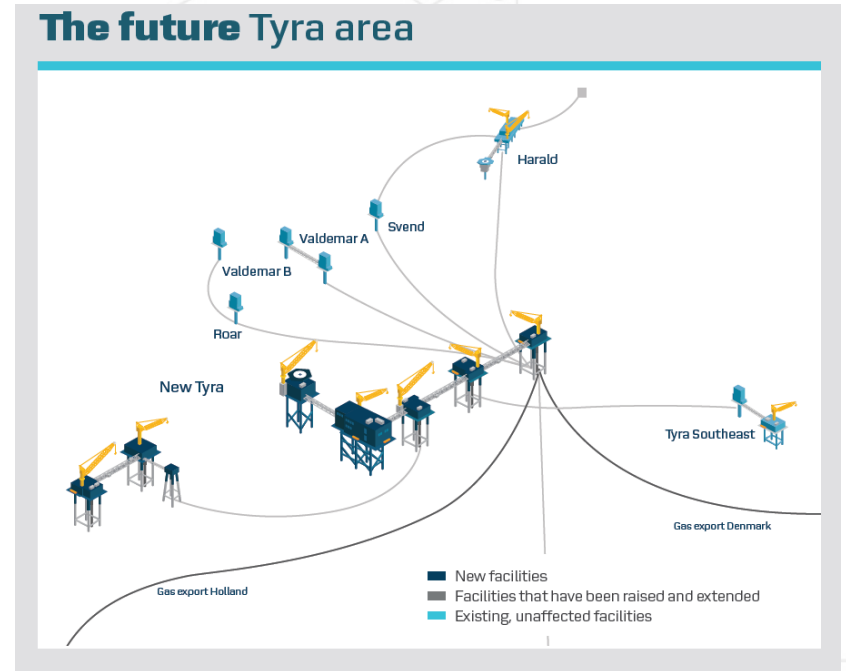 The future Tyra area
Harald
Svend
Valdemar A
Valdemar B
Roar
New Tyra
Tyra Southeast
Gas export Denmark
Gas export Holland
New facilities
Facilities that have been raised and extended
Existing, unaffected facilities